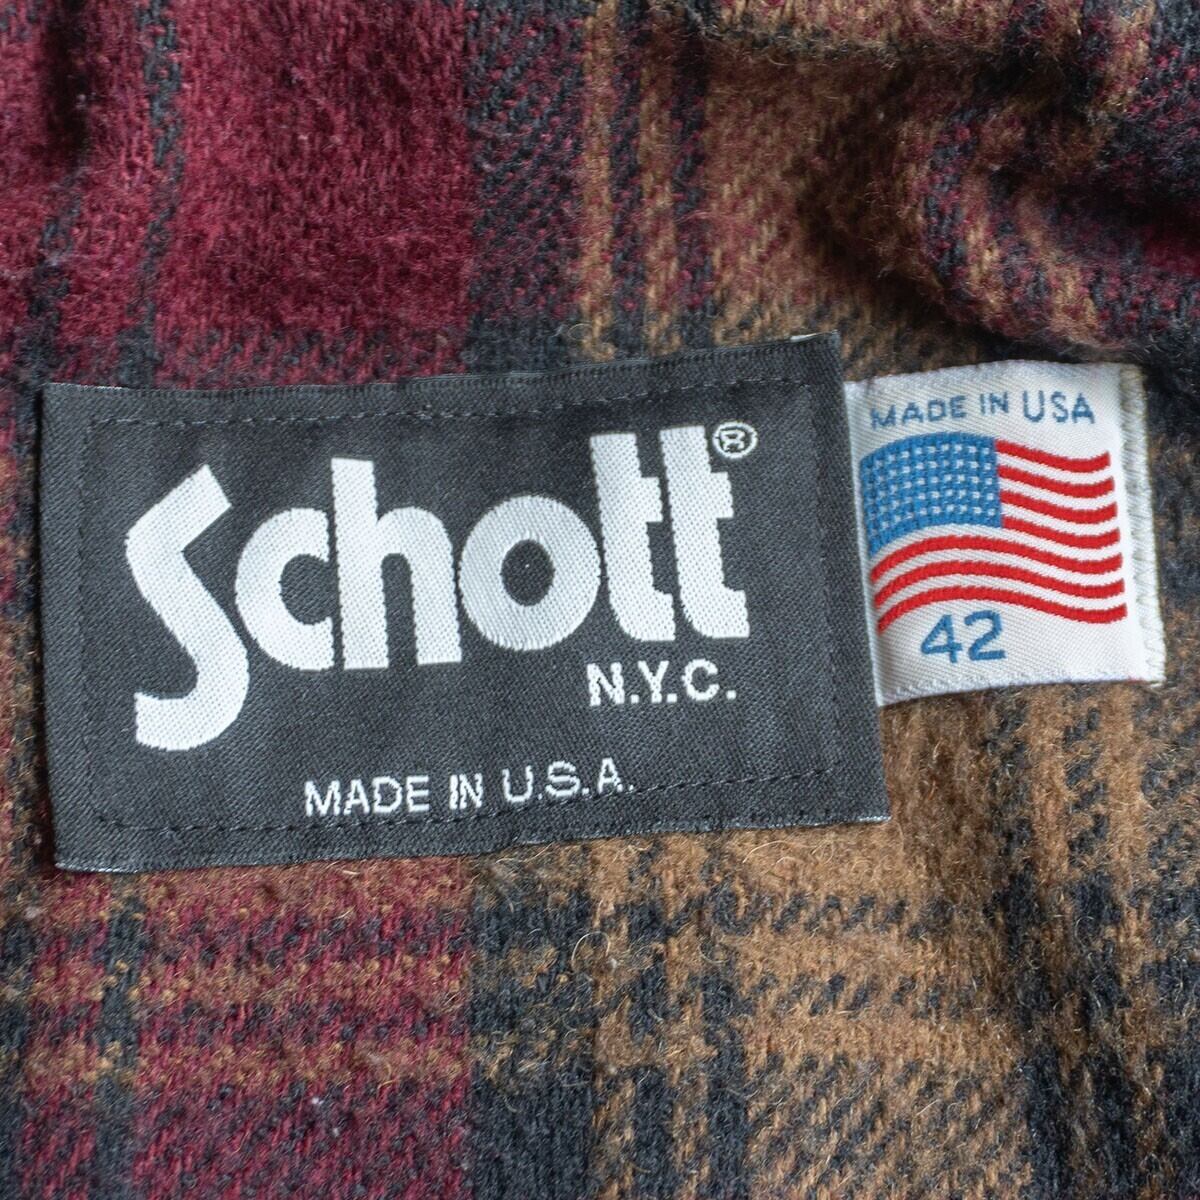 Schott®
N.Y.C.
MADE IN U.S.A.
MADE IN USA
42